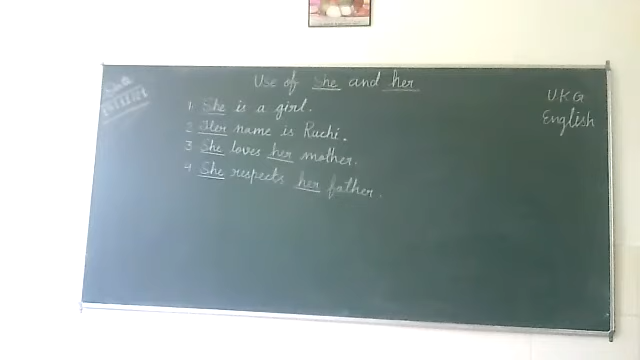 Use of She and her
1 She is a girl.
2 Her name is Ruchi.
3 She loves her mother.
4 She respects her father.
UKG
English